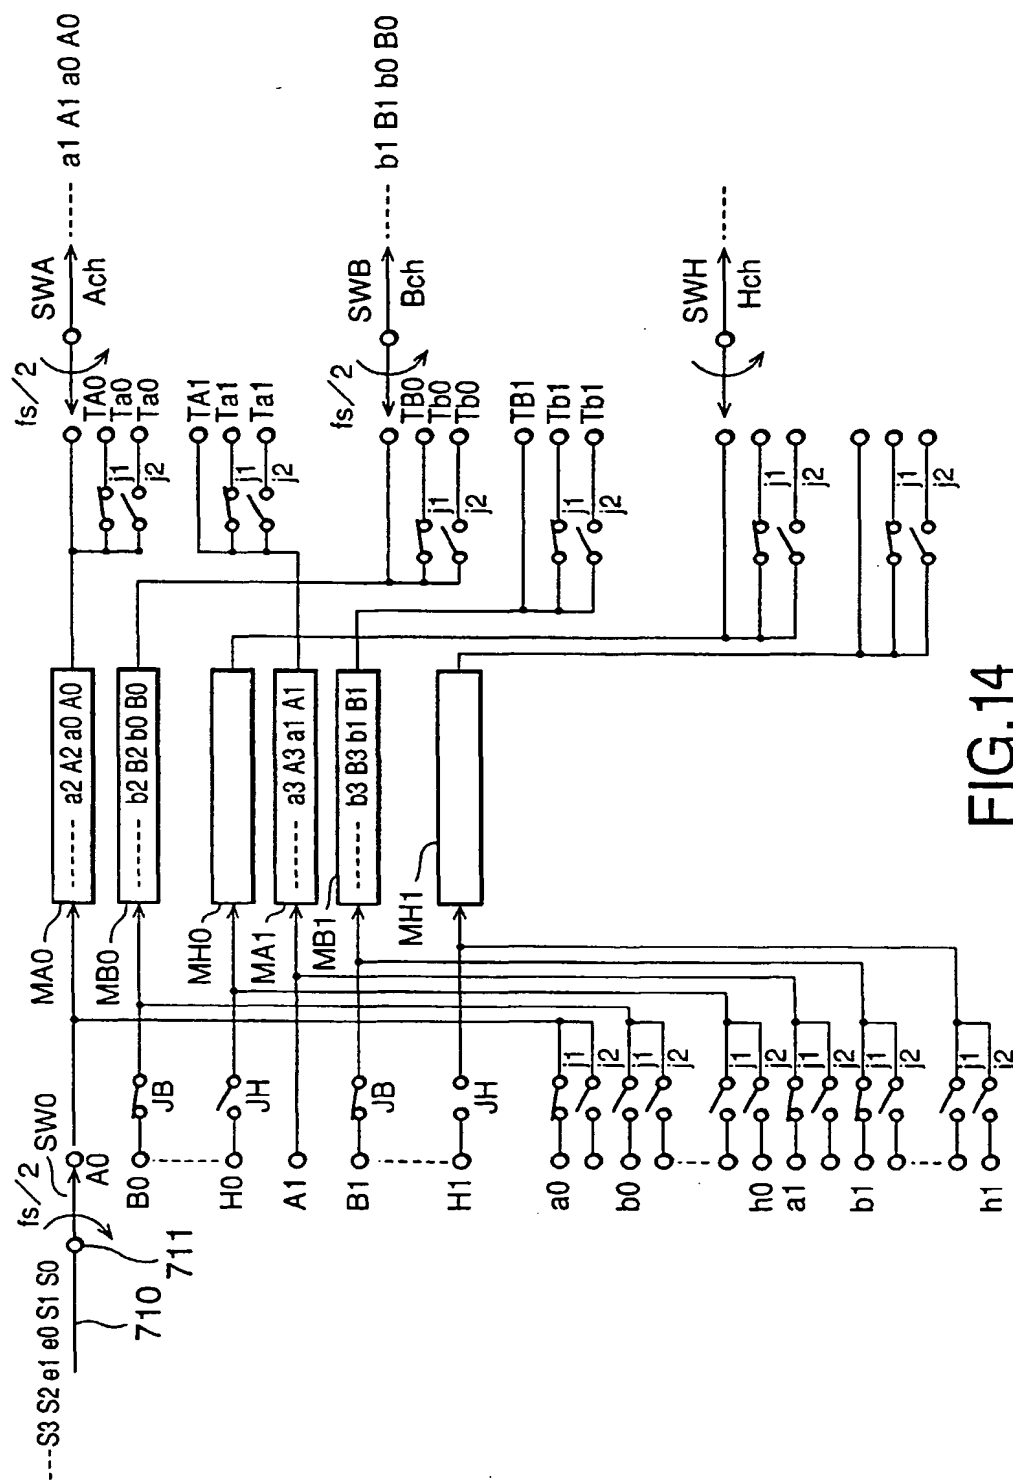 ----S3 S2 e1 e0 S1 S0
710
711
fs/2
SW0
A0
B0
JB
H0
JH
A1
B1
JB
H1
JH
a0
j1
j2
b0
j1
j2
h0
j1
j2
a1
j1
j2
b1
j1
j2
h1
j1
j2
MA0
------ a2 A2 a0 A0
MB0
------ b2 B2 b0 B0
MH0
MA1
------ a3 A3 a1 A1
MB1
------ b3 B3 b1 B1
MH1
fs/2
SWA
Ach
------ a1 A1 a0 A0
TA0
Ta0
Ta0
j1
j2
TA1
Ta1
Ta1
j1
j2
fs/2
SWB
Bch
------ b1 B1 b0 B0
TB0
Tb0
Tb0
j1
j2
TB1
Tb1
Tb1
j1
j2
SWH
Hch
------
j1
j2
j1
j2
FIG.14